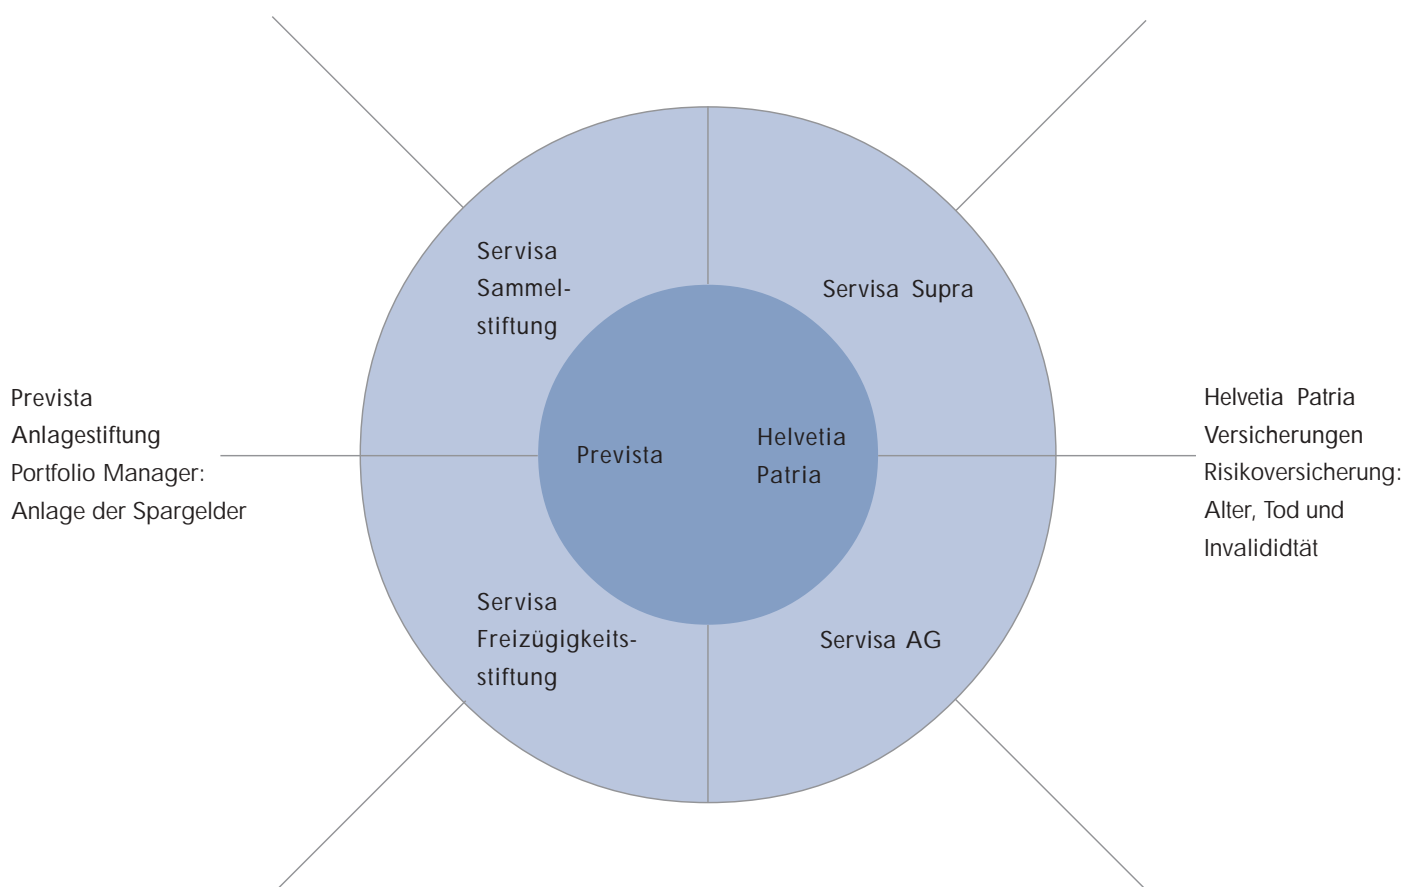 Servisa
Sammel-
stiftung
Servisa Supra
Prevista
Anlagestiftung
Portfolio Manager:
Anlage der Spargelder
Prevista
Helvetia
Patria
Helvetia Patria
Versicherungen
Risikoversicherung:
Alter, Tod und
Invalididtät
Servisa
Freizügigkeits-
stiftung
Servisa AG